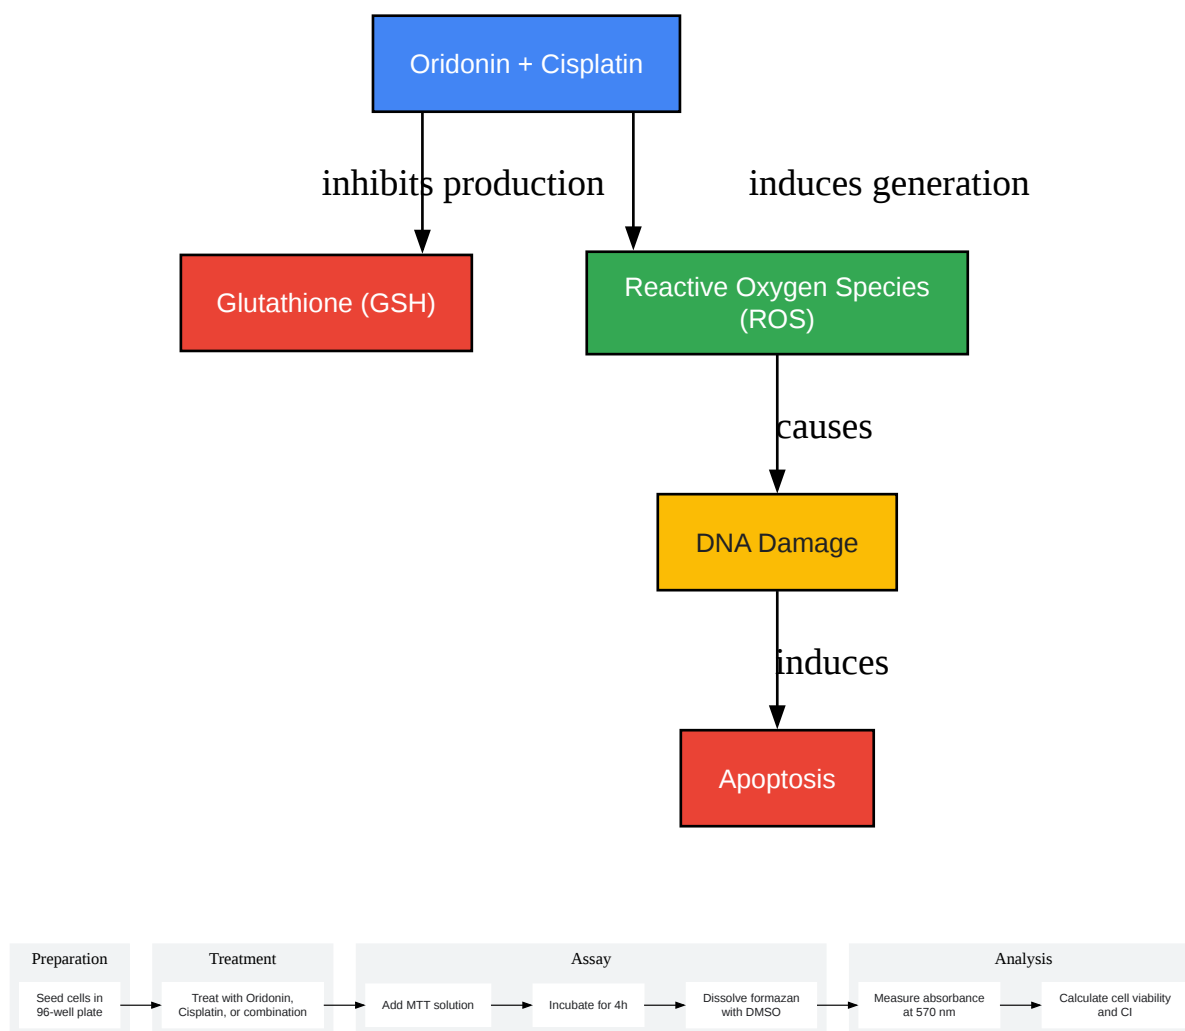 Oridonin + Cisplatin
inhibits production
induces generation
Glutathione (GSH)
Reactive Oxygen Species
(ROS)
causes
DNA Damage
induces
Apoptosis
Preparation
Seed cells in
96-well plate
Treatment
Treat with Oridonin,
Cisplatin, or combination
Assay
Add MTT solution
Incubate for 4h
Dissolve formazan
with DMSO
Analysis
Measure absorbance
at 570 nm
Calculate cell viability
and CI